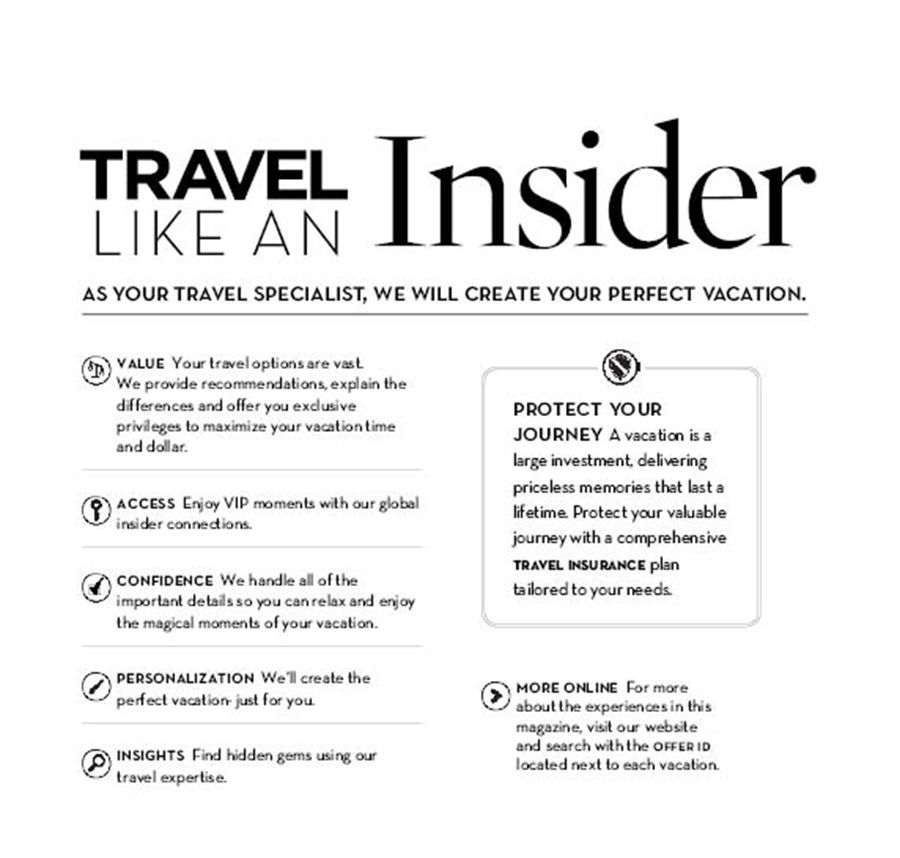 TRAVEL
LIKE AN
Insider
AS YOUR TRAVEL SPECIALIST, WE WILL CREATE YOUR PERFECT VACATION.
VALUE Your travel options are vast.
We provide recommendations, explain the
differences and offer you exclusive
privileges to maximize your vacation time
and dollar.
ACCESS Enjoy VIP moments with our global
insider connections.
CONFIDENCE We handle all of the
important details so you can relax and enjoy
the magical moments of your vacation.
PERSONALIZATION We'll create the
perfect vacation- just for you.
INSIGHTS Find hidden gems using our
travel expertise.
PROTECT YOUR
JOURNEY A vacation is a
large investment, delivering
priceless memories that last a
lifetime. Protect your valuable
journey with a comprehensive
TRAVEL INSURANCE plan
tailored to your needs.
MORE ONLINE For more
about the experiences in this
magazine, visit our website
and search with the OFFER ID
located next to each vacation.